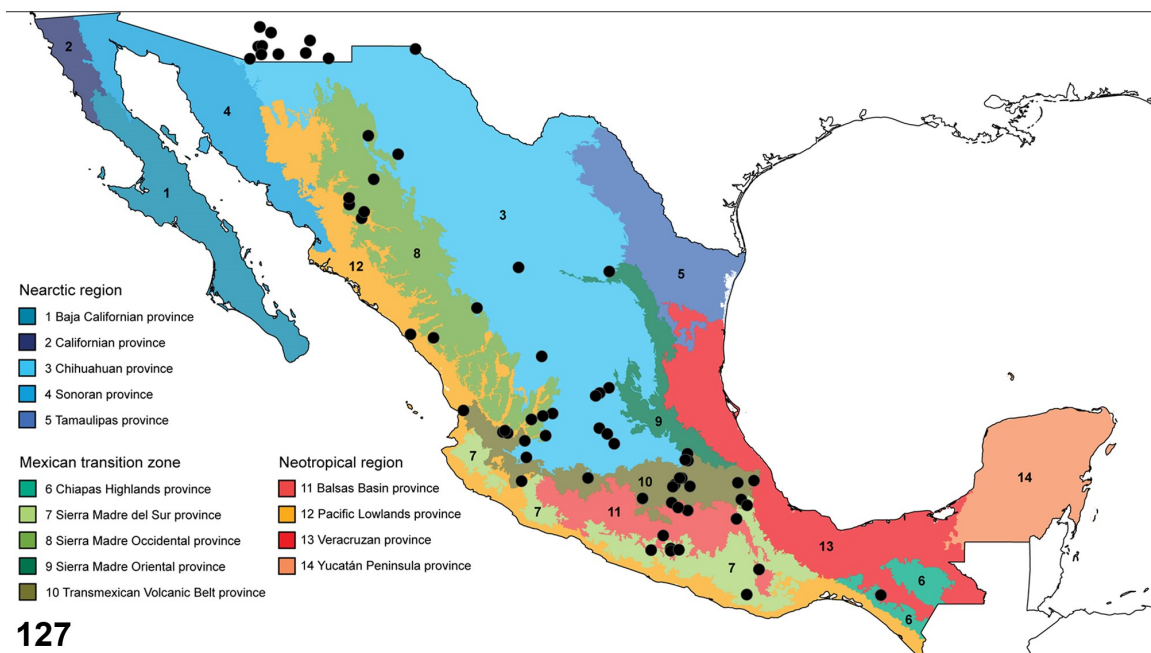 2
4
1
3
8
12
5
9
7
10
7
11
13
14
7
6
6
Nearctic region
1 Baja Californian province
2 Californian province
3 Chihuahuan province
4 Sonoran province
5 Tamaulipas province
Mexican transition zone
6 Chiapas Highlands province
7 Sierra Madre del Sur province
8 Sierra Madre Occidental province
9 Sierra Madre Oriental province
10 Transmexican Volcanic Belt province
Neotropical region
11 Balsas Basin province
12 Pacific Lowlands province
13 Veracruzan province
14 Yucatán Peninsula province
127